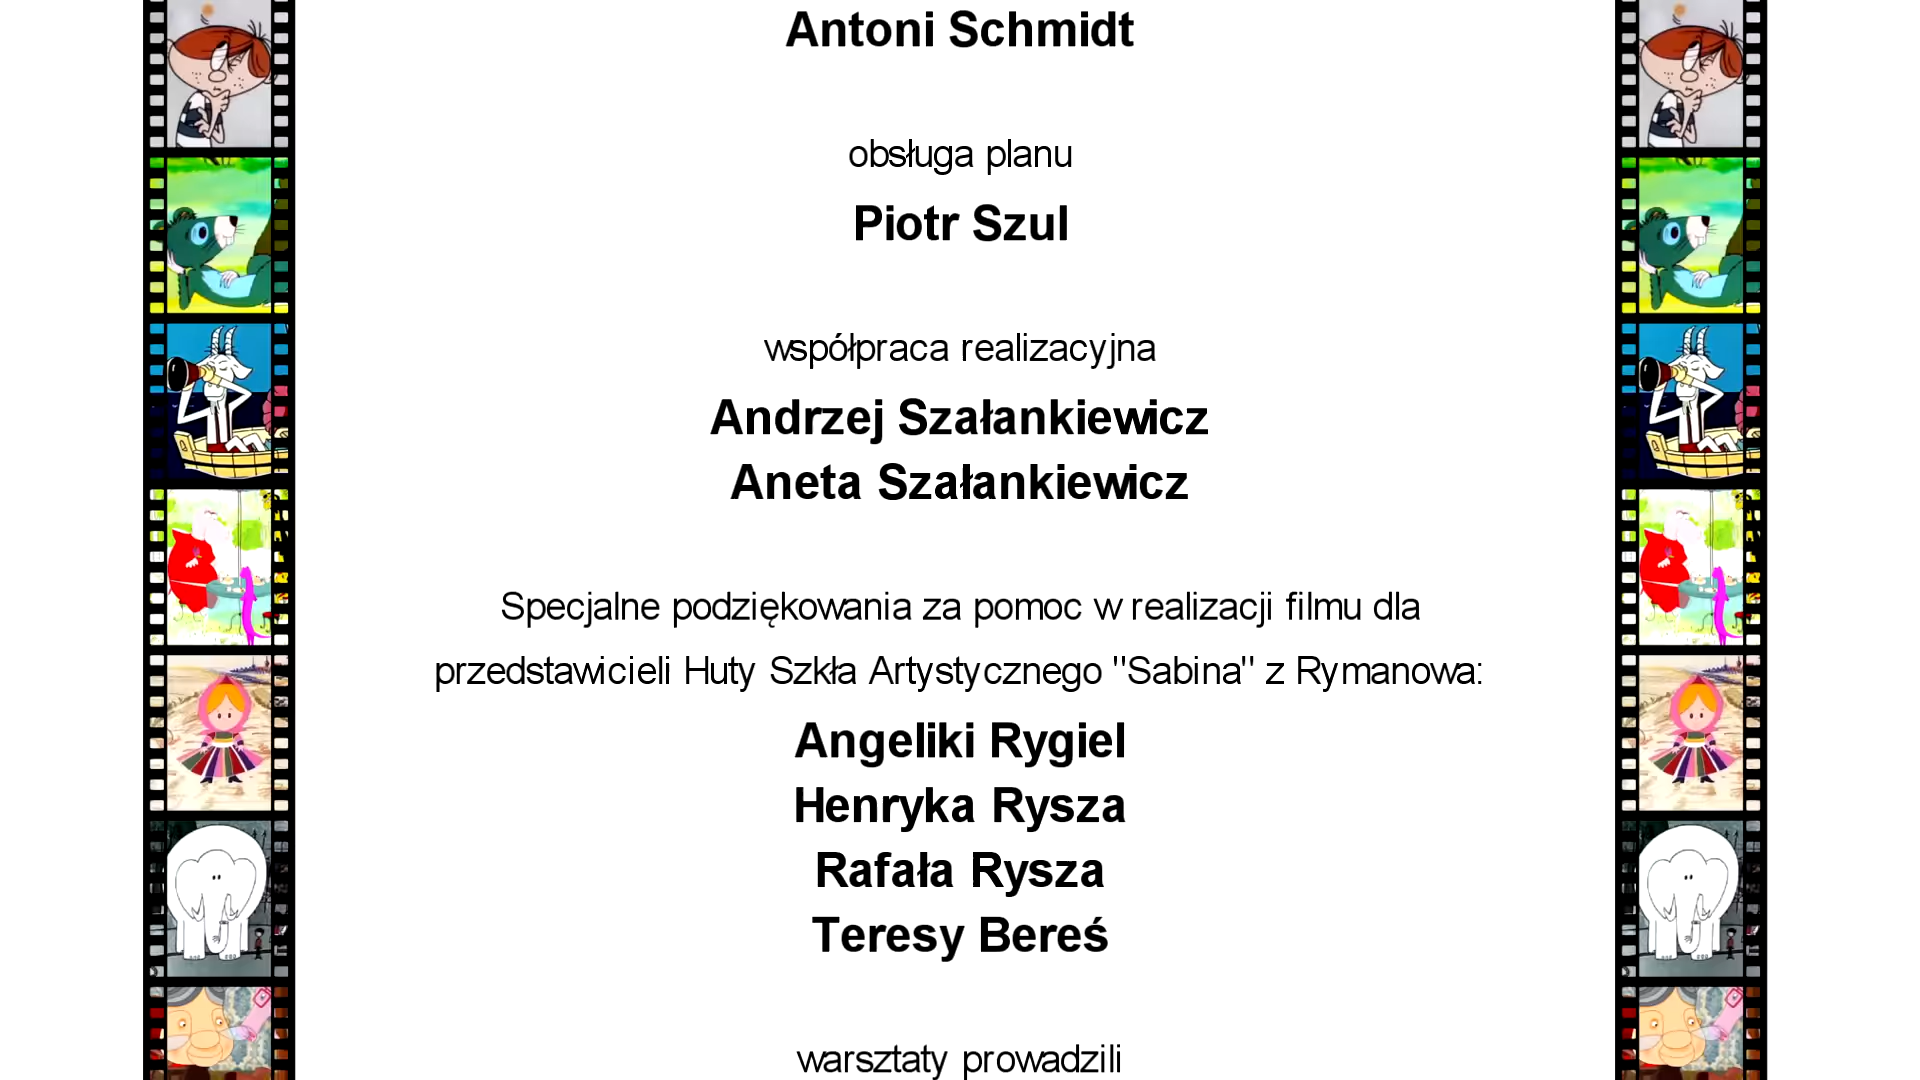 Antoni Schmidt
obsługa planu
Piotr Szul
współpraca realizacyjna
Andrzej Szałankiewicz
Aneta Szałankiewicz
Specjalne podziękowania za pomoc w realizacji filmu dla
przedstawicieli Huty Szkła Artystycznego "Sabina" z Rymanowa:
Angeliki Rygiel
Henryka Rysza
Rafała Rysza
Teresy Bereś
warsztaty prowadzili